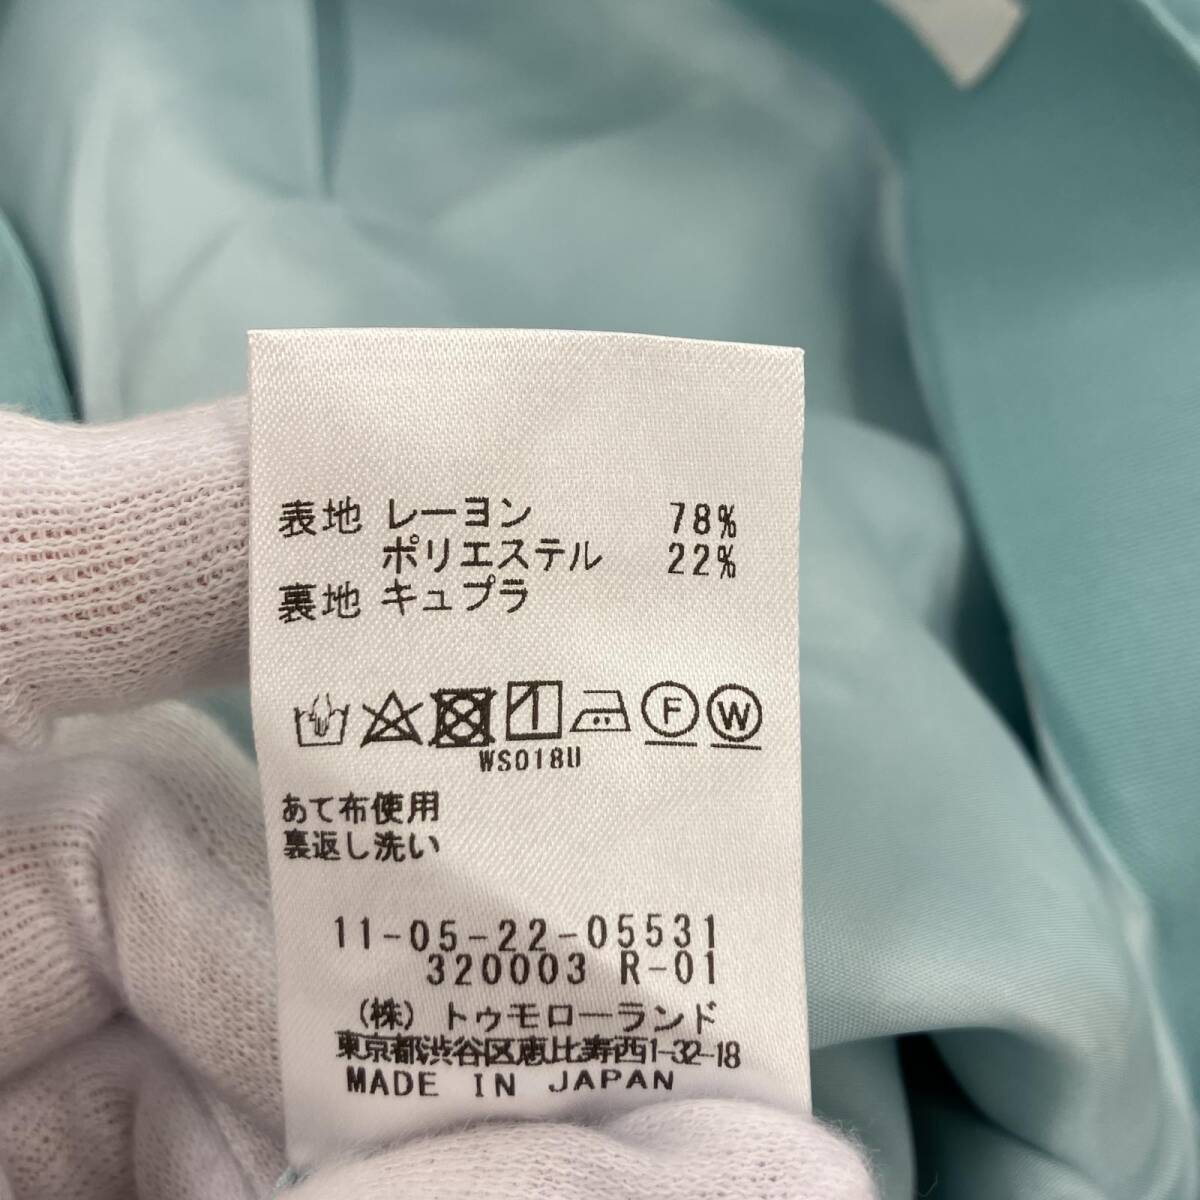 表地 レーヨン 78%
ポリエステル 22%
裏地 キュプラ
F W
WS018U
あて布使用
裏返し洗い
11-05-22-05531
320003 R-01
(株) トゥモローランド
東京都渋谷区恵比寿西1-32-18
MADE IN JAPAN